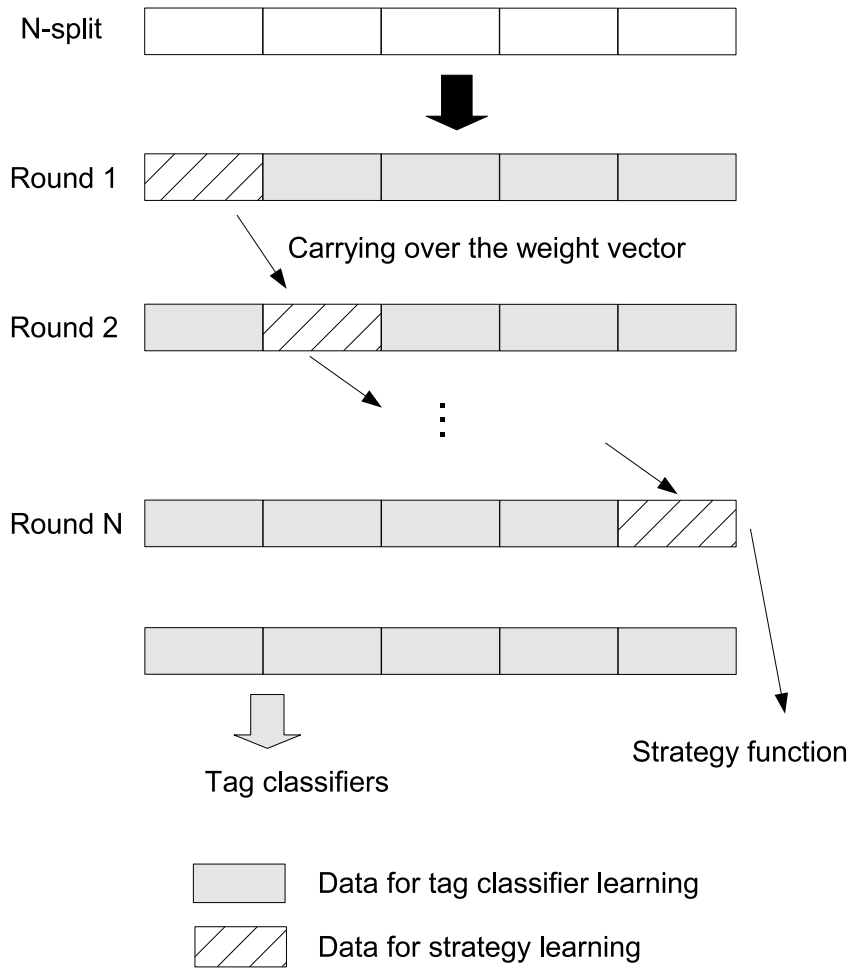 N-split
Round 1
Carrying over the weight vector
Round 2
Round N
Strategy function
Tag classifiers
Data for tag classifier learning
Data for strategy learning